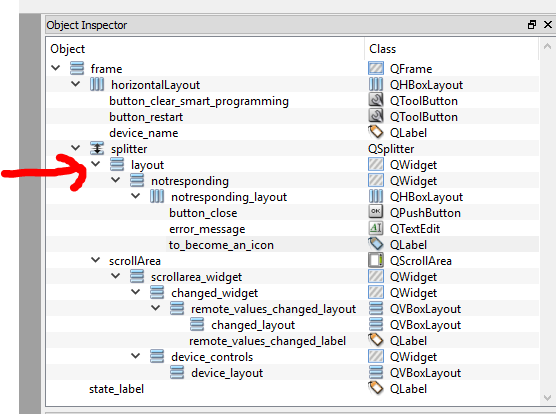 Object Inspector
Object Class
frame QFrame
horizontalLayout QHBoxLayout
button_clear_smart_programming QToolButton
button_restart QToolButton
device_name QLabel
splitter QSplitter
layout QWidget
notresponding QWidget
notresponding_layout QHBoxLayout
button_close OK QPushButton
error_message AI QTextEdit
to_become_an_icon QLabel
scrollArea QScrollArea
scrollarea_widget QWidget
changed_widget QWidget
remote_values_changed_layout QVBoxLayout
changed_layout QVBoxLayout
remote_values_changed_label QLabel
device_controls QWidget
device_layout QVBoxLayout
state_label QLabel